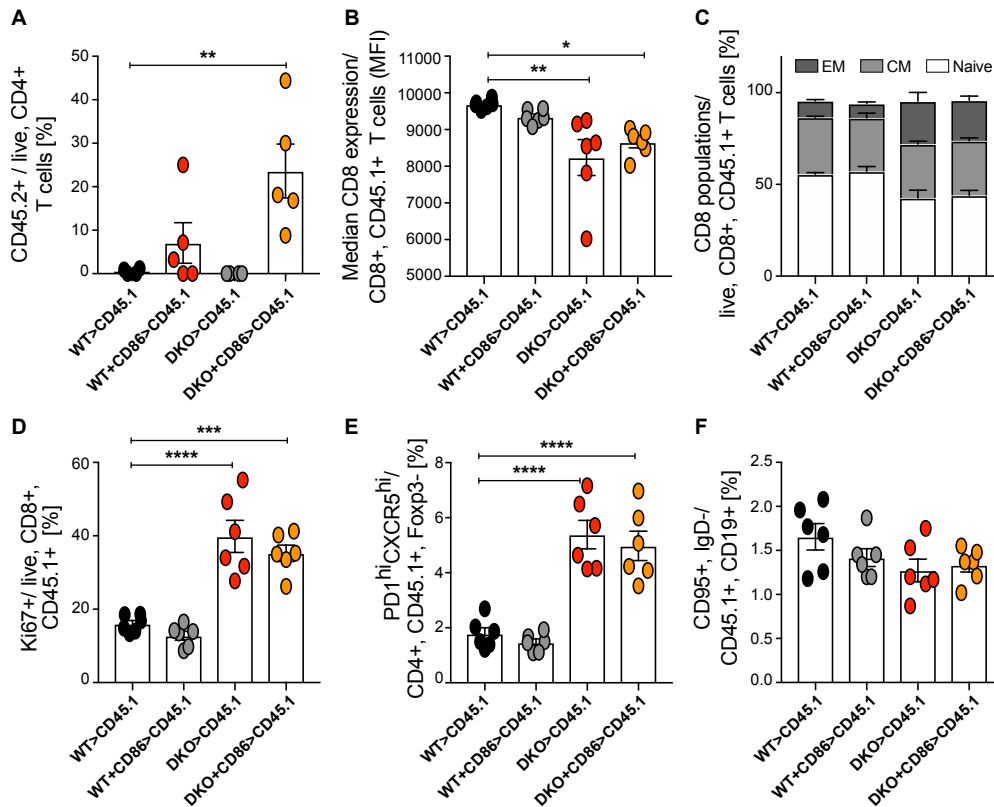 A
CD45.2+ / live, CD4+
T cells [%]
50
40
30
20
10
0
**
WT>CD45.1
WT+CD86>CD45.1
DKO>CD45.1
DKO+CD86>CD45.1
B
Median CD8 expression/
CD8+, CD45.1+ T cells (MFI)
11000
10000
9000
8000
7000
6000
5000
*
**
WT>CD45.1
WT+CD86>CD45.1
DKO>CD45.1
DKO+CD86>CD45.1
C
CD8 populations/
live, CD8+, CD45.1+ T cells [%]
EM CM Naive
100
50
0
WT>CD45.1
WT+CD86>CD45.1
DKO>CD45.1
DKO+CD86>CD45.1
D
Ki67+/ live, CD8+,
CD45.1+ [%]
60
40
20
0
***
****
WT>CD45.1
WT+CD86>CD45.1
DKO>CD45.1
DKO+CD86>CD45.1
E
PD1hiCXCR5hi/
CD4+, CD45.1+, Foxp3- [%]
8
6
4
2
0
****
****
WT>CD45.1
WT+CD86>CD45.1
DKO>CD45.1
DKO+CD86>CD45.1
F
CD95+, IgD-/
CD45.1+, CD19+ [%]
2.5
2.0
1.5
1.0
0.5
0.0
WT>CD45.1
WT+CD86>CD45.1
DKO>CD45.1
DKO+CD86>CD45.1